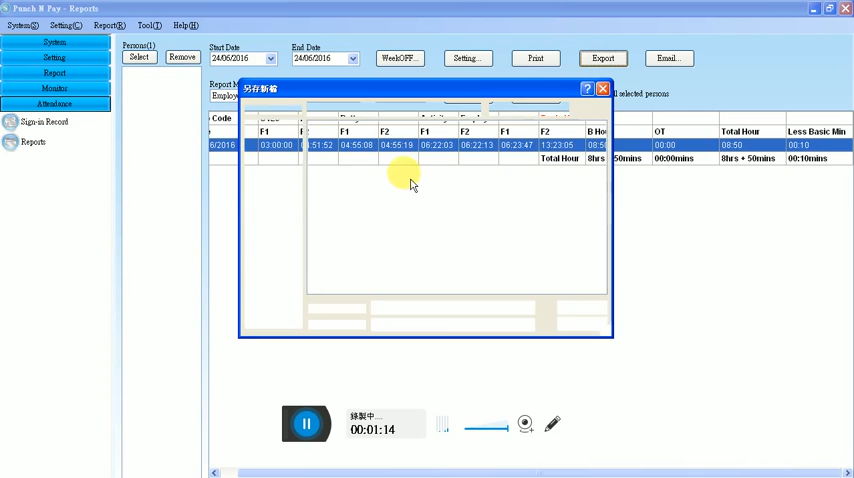 Punch N Pay - Reports
System(S) Setting(C) Report(R) Tool(T) Help(H)
System
Setting
Report
Monitor
Attendance
Sign-in Record
Reports
Persons(1)
Select Remove
Start Date End Date
24/06/2016 24/06/2016 WeekOFF... Setting... Print Export Email...
Report M
Employe
ll selected persons
另存新檔
Code
F1 F1 F2 F1 F2 F1 F2 B Hou OT Total Hour Less Basic Min
6/2016 03:00:00 4:51:52 04:55:08 04:55:19 06:22:03 06:22:13 06:23:47 13:23:05 08:50 00:00 08:50 00:10
Total Hour 8hrs 50mins 00:00mins 8hrs + 50mins 00:10mins
錄製中....
00:01:14